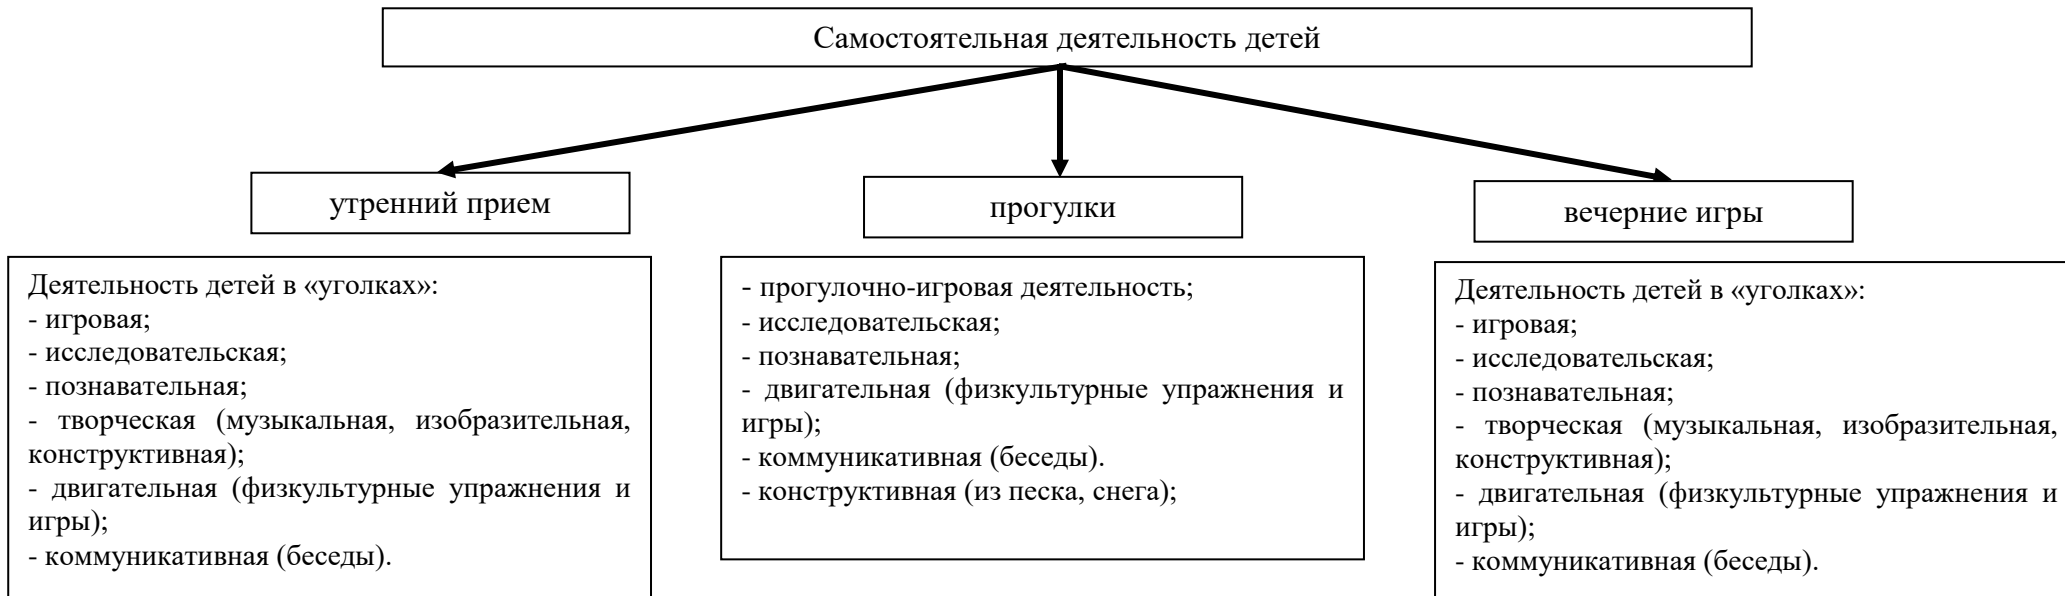 Самостоятельная деятельность детей
утренний прием
прогулки
вечерние игры
Деятельность детей в «уголках»:
- игровая;
- исследовательская;
- познавательная;
- творческая (музыкальная, изобразительная,
конструктивная);
- двигательная (физкультурные упражнения и
игры);
- коммуникативная (беседы).
- прогулочно-игровая деятельность;
- исследовательская;
- познавательная;
- двигательная (физкультурные упражнения и
игры);
- коммуникативная (беседы).
- конструктивная (из песка, снега);
Деятельность детей в «уголках»:
- игровая;
- исследовательская;
- познавательная;
- творческая (музыкальная, изобразительная,
конструктивная);
- двигательная (физкультурные упражнения и
игры);
- коммуникативная (беседы).